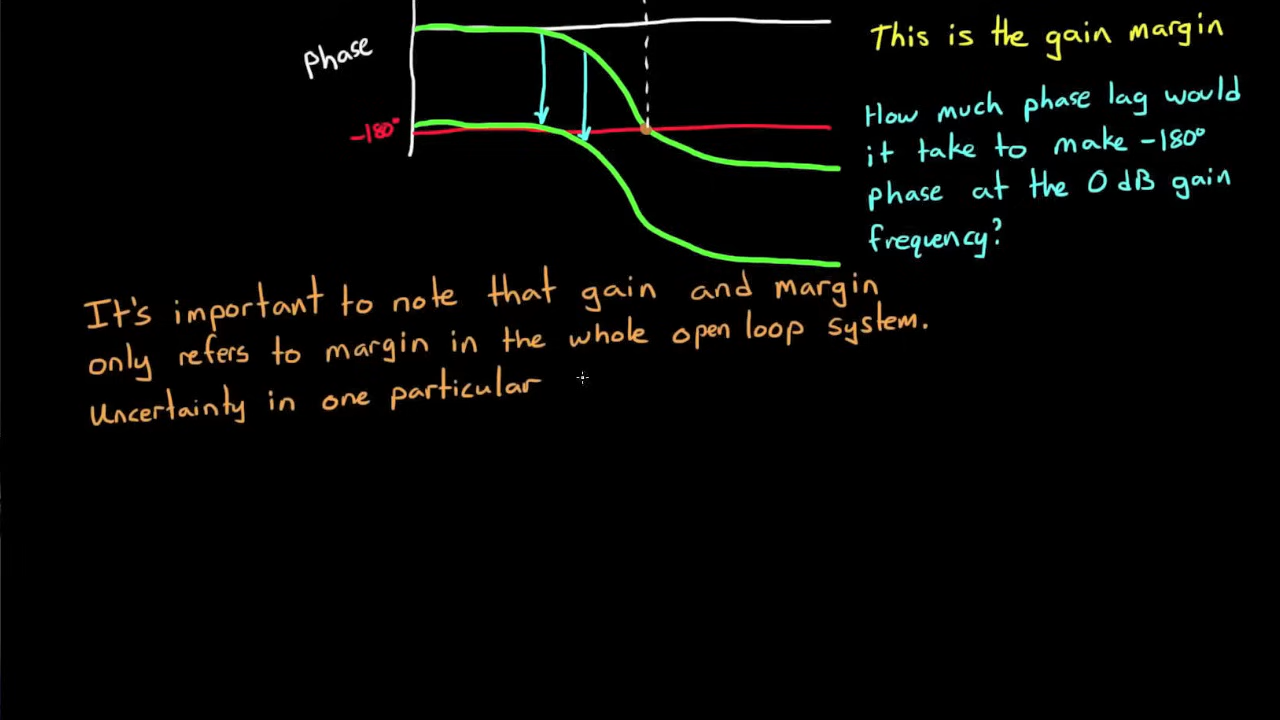 This is the gain margin
phase
-180°
How much phase lag would
it take to make -180°
phase at the 0 dB gain
frequency?
It's important to note that gain and margin
only refers to margin in the whole open loop system.
Uncertainty in one particular